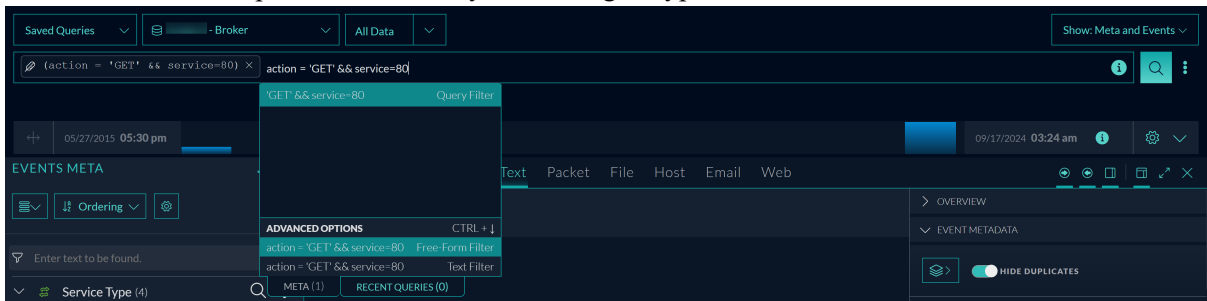 Saved Queries
- Broker
All Data
Show: Meta and Events
(action = 'GET' && service=80) ×
action = 'GET' && service=80
'GET' && service=80 Query Filter
05/27/2015 05:30 pm
09/17/2024 03:24 am
EVENTS META
Text Packet File Host Email Web
Ordering
OVERVIEW
EVENT METADATA
ADVANCED OPTIONS CTRL + ↓
action = 'GET' && service=80 Free-Form Filter
action = 'GET' && service=80 Text Filter
Enter text to be found.
HIDE DUPLICATES
Service Type (4)
META (1) RECENT QUERIES (0)